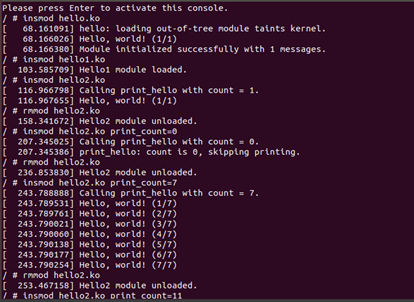 Please press Enter to activate this console.
/ # insmod hello.ko
[   68.161091] hello: loading out-of-tree module taints kernel.
[   68.166026] Hello, world! (1/1)
[   68.166380] Module initialized successfully with 1 messages.
/ # insmod hello1.ko
[  103.585709] Hello1 module loaded.
/ # insmod hello2.ko
[  116.966798] Calling print_hello with count = 1.
[  116.967655] Hello, world! (1/1)
/ # rmmod hello2.ko
[  158.341672] Hello2 module unloaded.
/ # insmod hello2.ko print_count=0
[  207.345025] Calling print_hello with count = 0.
[  207.345386] print_hello: count is 0, skipping printing.
/ # rmmod hello2.ko
[  236.853830] Hello2 module unloaded.
/ # insmod hello2.ko print_count=7
[  243.788888] Calling print_hello with count = 7.
[  243.789531] Hello, world! (1/7)
[  243.789761] Hello, world! (2/7)
[  243.790021] Hello, world! (3/7)
[  243.790060] Hello, world! (4/7)
[  243.790138] Hello, world! (5/7)
[  243.790177] Hello, world! (6/7)
[  243.790254] Hello, world! (7/7)
/ # rmmod hello2.ko
[  253.467158] Hello2 module unloaded.
/ # insmod hello2.ko print_count=11